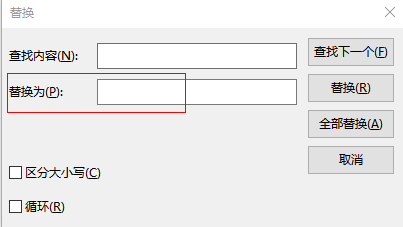 替换
查找内容(N):
查找下一个(F)
替换为(P):
替换(R)
全部替换(A)
取消
区分大小写(C)
循环(R)